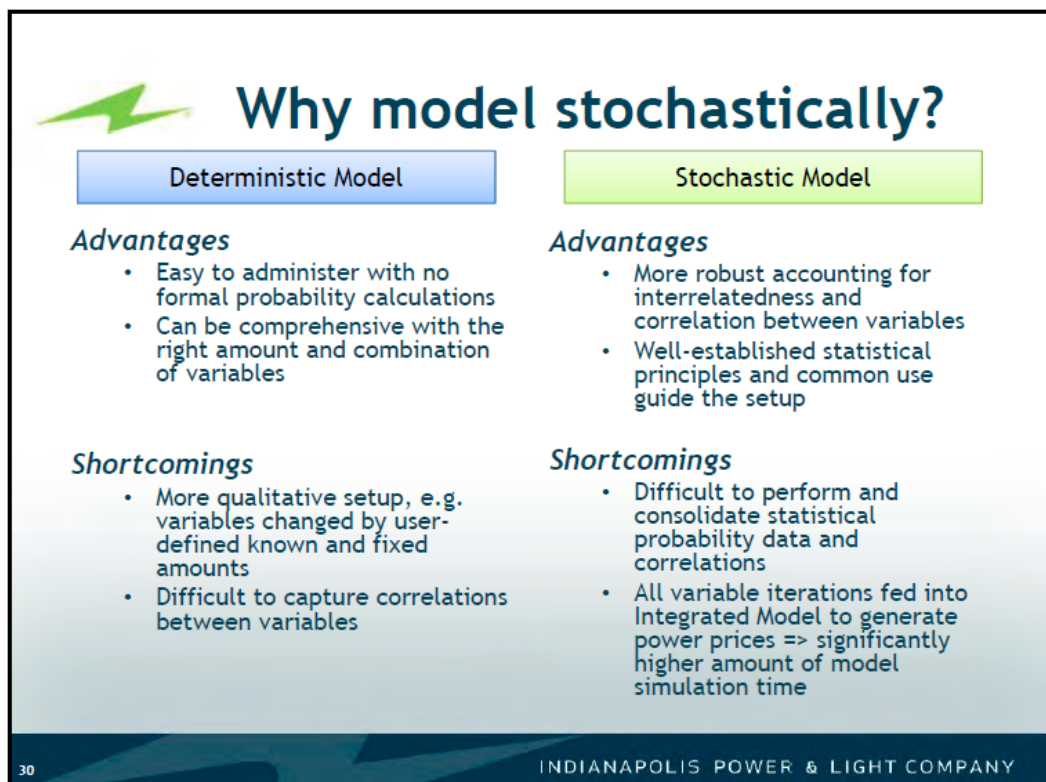 Why model stochastically?
Deterministic Model
Advantages
• Easy to administer with no
formal probability calculations
• Can be comprehensive with the
right amount and combination
of variables
Shortcomings
• More qualitative setup, e.g.
variables changed by user-
defined known and fixed
amounts
• Difficult to capture correlations
between variables
Stochastic Model
Advantages
• More robust accounting for
interrelatedness and
correlation between variables
• Well-established statistical
principles and common use
guide the setup
Shortcomings
• Difficult to perform and
consolidate statistical
probability data and
correlations
• All variable iterations fed into
Integrated Model to generate
power prices => significantly
higher amount of model
simulation time
30
INDIANAPOLIS POWER & LIGHT COMPANY